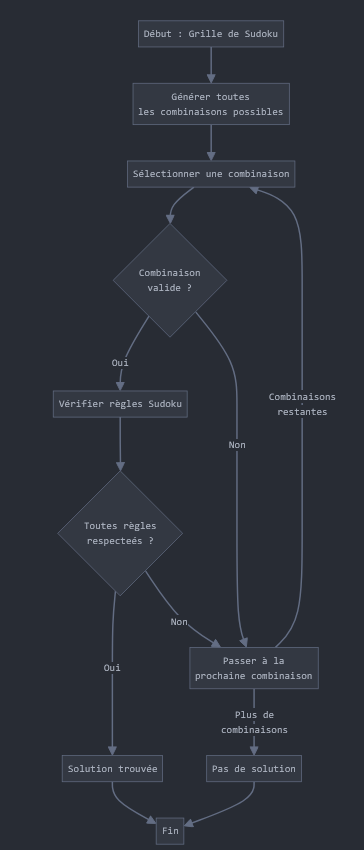 Début : Grille de Sudoku
Générer toutes
les combinaisons possibles
Sélectionner une combinaison
Combinaison
valide ?
Oui
Vérifier règles Sudoku
Combinaisons
restantes
Non
Toutes règles
respecteés ?
Non
Oui
Passer à la
prochaine combinaison
Plus de
combinaisons
Solution trouvée
Pas de solution
Fin